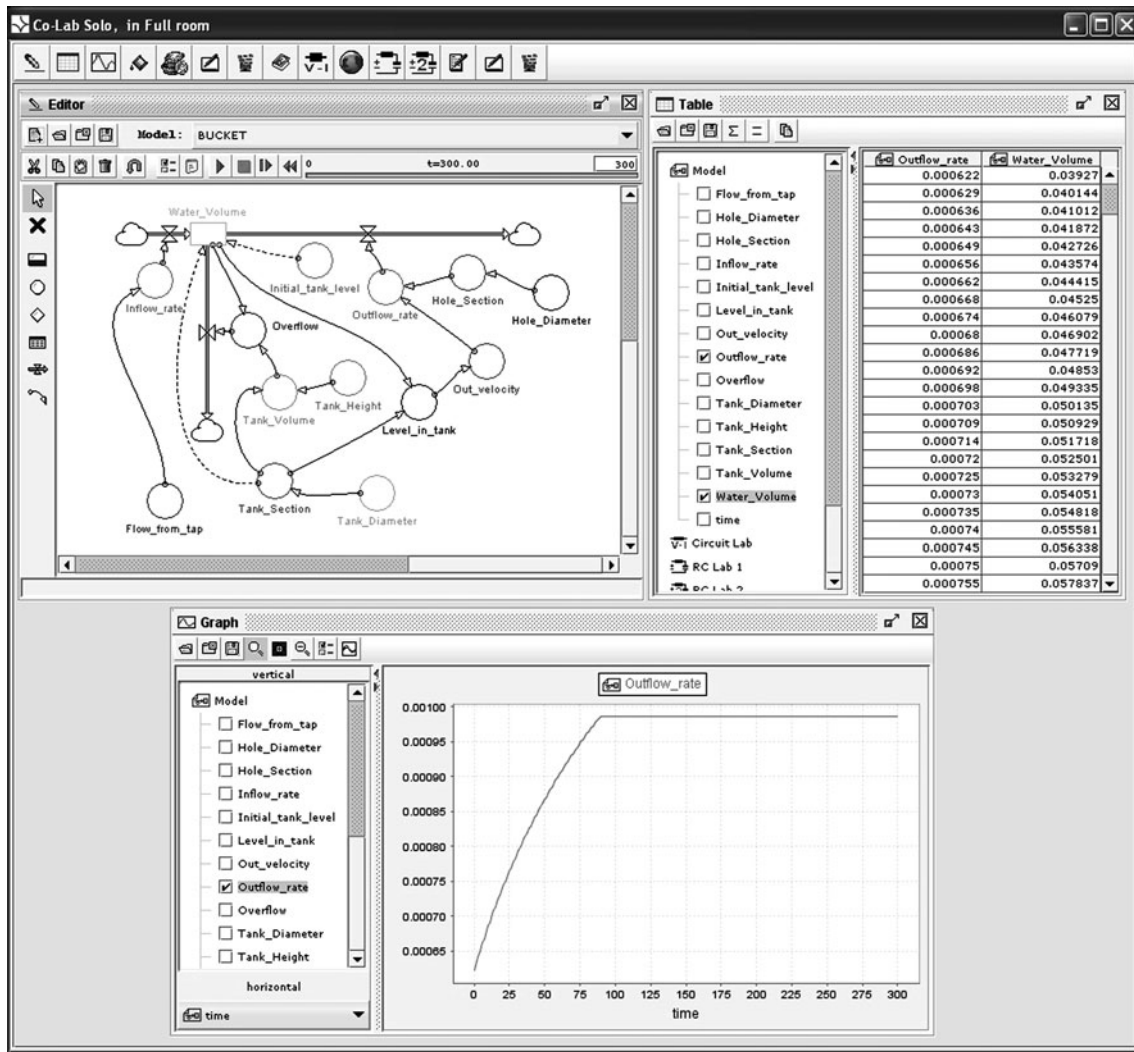 Co-Lab Solo, in Full room
Editor
Model: BUCKET
0 t=300.00 300
Water_Volume
Inflow_rate
Initial_tank_level
Outflow_rate
Hole_Section
Hole_Diameter
Overflow
Tank_Volume
Tank_Height
Out_velocity
Level_in_tank
Tank_Section
Tank_Diameter
Flow_from_tap
Table
Model
Flow_from_tap
Hole_Diameter
Hole_Section
Inflow_rate
Initial_tank_level
Level_in_tank
Out_velocity
Outflow_rate
Overflow
Tank_Diameter
Tank_Height
Tank_Section
Tank_Volume
Water_Volume
time
V-I Circuit Lab
RC Lab 1
RC Lab 2
Outflow_rate Water_Volume
0.000622 0.03927
0.000629 0.040144
0.000636 0.041012
0.000643 0.041872
0.000649 0.042726
0.000656 0.043574
0.000662 0.044415
0.000668 0.04525
0.000674 0.046079
0.00068 0.046902
0.000686 0.047719
0.000692 0.04853
0.000698 0.049335
0.000703 0.050135
0.000709 0.050929
0.000714 0.051718
0.00072 0.052501
0.000725 0.053279
0.00073 0.054051
0.000735 0.054818
0.00074 0.055581
0.000745 0.056338
0.00075 0.05709
0.000755 0.057837
Graph
vertical
Model
Flow_from_tap
Hole_Diameter
Hole_Section
Inflow_rate
Initial_tank_level
Level_in_tank
Out_velocity
Outflow_rate
Overflow
Tank_Diameter
Tank_Height
horizontal
time
Outflow_rate
0.00100
0.00095
0.00090
0.00085
0.00080
0.00075
0.00070
0.00065
0 25 50 75 100 125 150 175 200 225 250 275 300
time